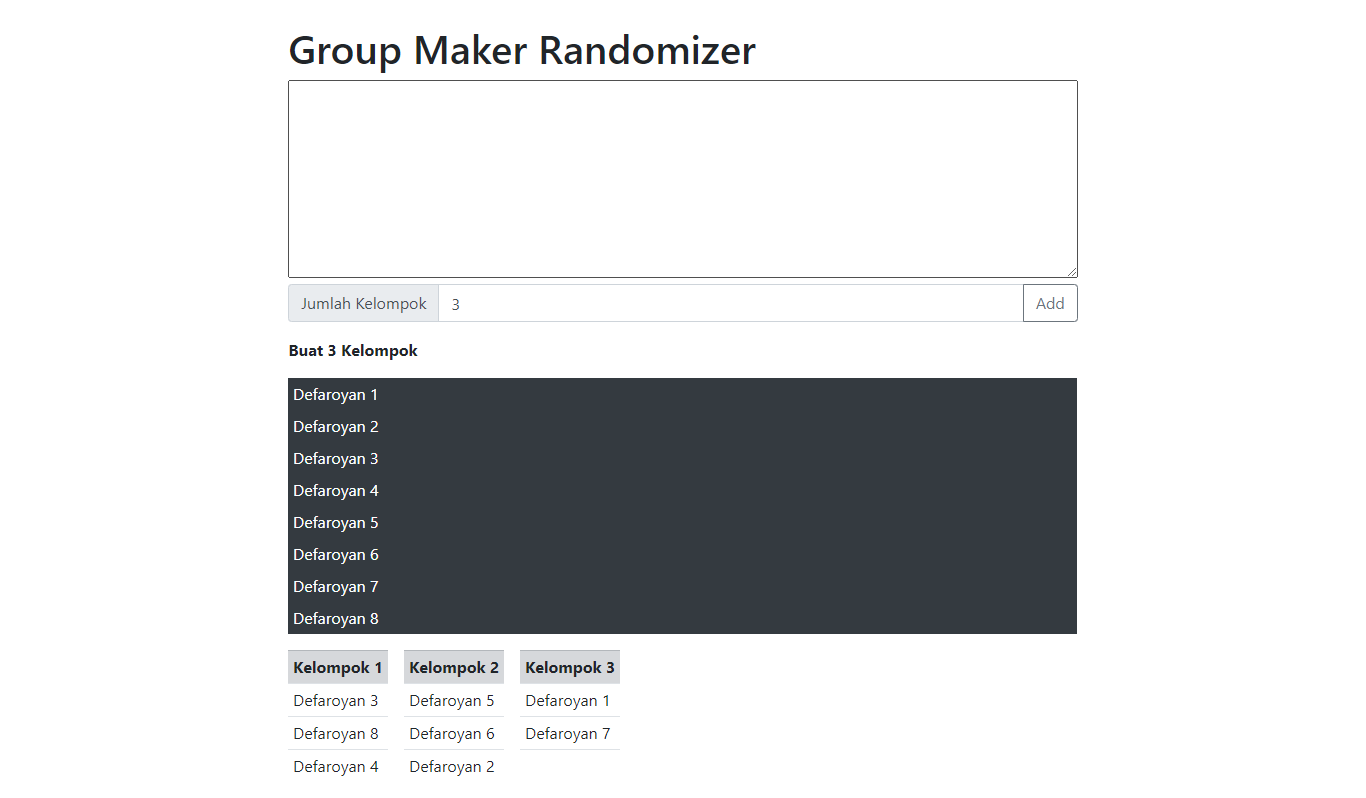 Group Maker Randomizer
Jumlah Kelompok 3 Add
Buat 3 Kelompok
Defaroyan 1
Defaroyan 2
Defaroyan 3
Defaroyan 4
Defaroyan 5
Defaroyan 6
Defaroyan 7
Defaroyan 8
Kelompok 1 Kelompok 2 Kelompok 3
Defaroyan 3 Defaroyan 5 Defaroyan 1
Defaroyan 8 Defaroyan 6 Defaroyan 7
Defaroyan 4 Defaroyan 2